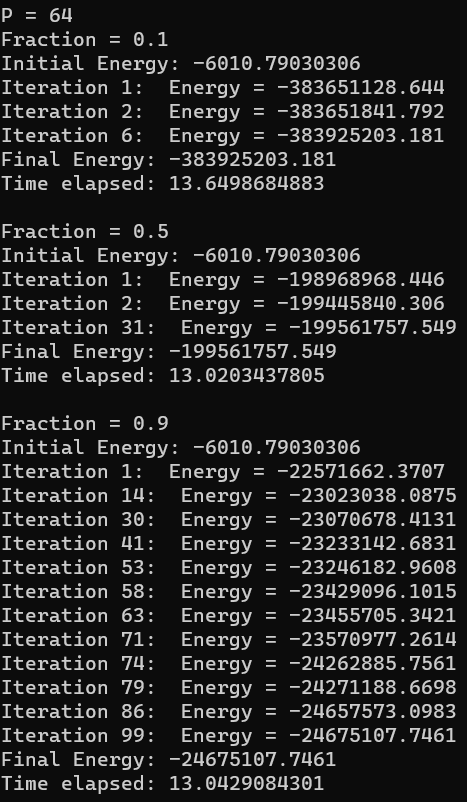 P = 64
Fraction = 0.1
Initial Energy: -6010.79030306
Iteration 1:  Energy = -383651128.644
Iteration 2:  Energy = -383651841.792
Iteration 6:  Energy = -383925203.181
Final Energy: -383925203.181
Time elapsed: 13.6498684883

Fraction = 0.5
Initial Energy: -6010.79030306
Iteration 1:  Energy = -198968968.446
Iteration 2:  Energy = -199445840.306
Iteration 31:  Energy = -199561757.549
Final Energy: -199561757.549
Time elapsed: 13.0203437805

Fraction = 0.9
Initial Energy: -6010.79030306
Iteration 1:  Energy = -22571662.3707
Iteration 14:  Energy = -23023038.0875
Iteration 30:  Energy = -23070678.4131
Iteration 41:  Energy = -23233142.6831
Iteration 53:  Energy = -23246182.9608
Iteration 58:  Energy = -23429096.1015
Iteration 63:  Energy = -23455705.3421
Iteration 71:  Energy = -23570977.2614
Iteration 74:  Energy = -24262885.7561
Iteration 79:  Energy = -24271188.6698
Iteration 86:  Energy = -24657573.0983
Iteration 99:  Energy = -24675107.7461
Final Energy: -24675107.7461
Time elapsed: 13.0429084301